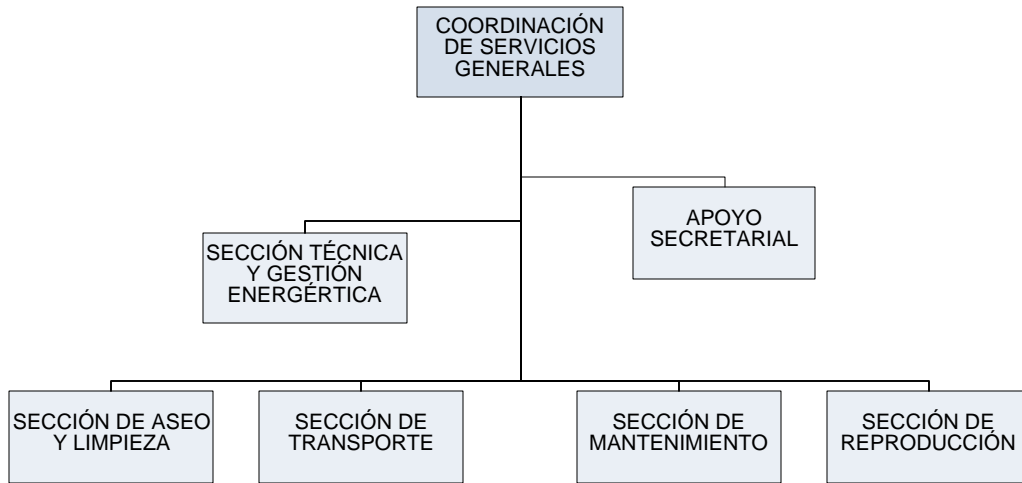 COORDINACIÓN
DE SERVICIOS
GENERALES
APOYO
SECRETARIAL
SECCIÓN TÉCNICA
Y GESTIÓN
ENERGÉRTICA
SECCIÓN DE ASEO
Y LIMPIEZA
SECCIÓN DE
TRANSPORTE
SECCIÓN DE
MANTENIMIENTO
SECCIÓN DE
REPRODUCCIÓN